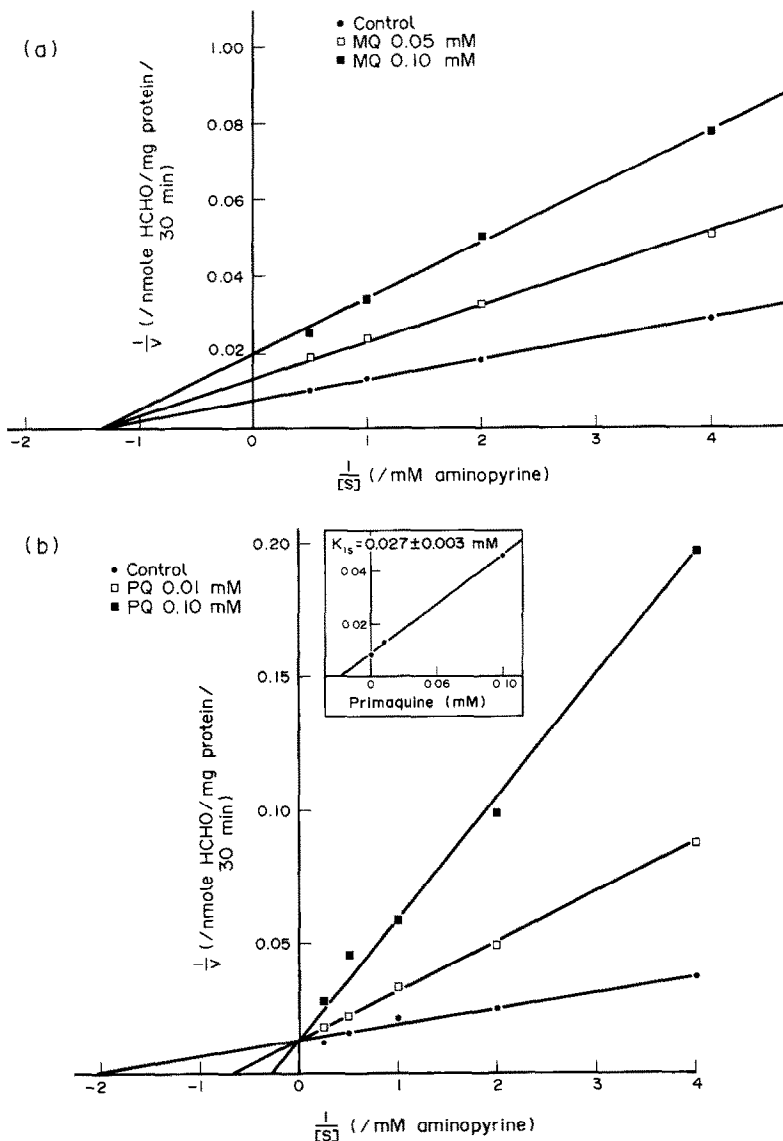 (a)
• Control
□ MQ 0.05 mM
■ MQ 0.10 mM
1.00
0.08
0.06
0.04
0.02
1/v (/nmole HCHO/mg protein/
30 min)
-2 -1 0 1 2 3 4
1/[S] (/mM aminopyrine)
(b)
• Control
□ PQ 0.01 mM
■ PQ 0.10 mM
K_is=0.027±0.003 mM
0.04
0.02
0 0.06 0.10
Primaquine (mM)
0.20
0.15
0.10
0.05
1/v (/nmole HCHO/mg protein/
30 min)
-2 -1 0 1 2 3 4
1/[S] (/mM aminopyrine)